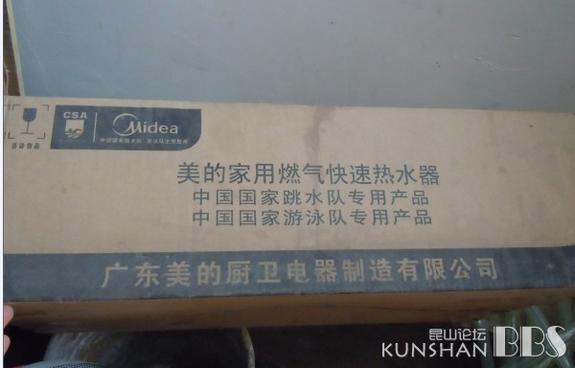 CSA
Midea
美的家用燃气快速热水器
中国国家跳水队专用产品
中国国家游泳队专用产品
广东美的厨卫电器制造有限公司
昆山论坛
KUNSHAN BBS